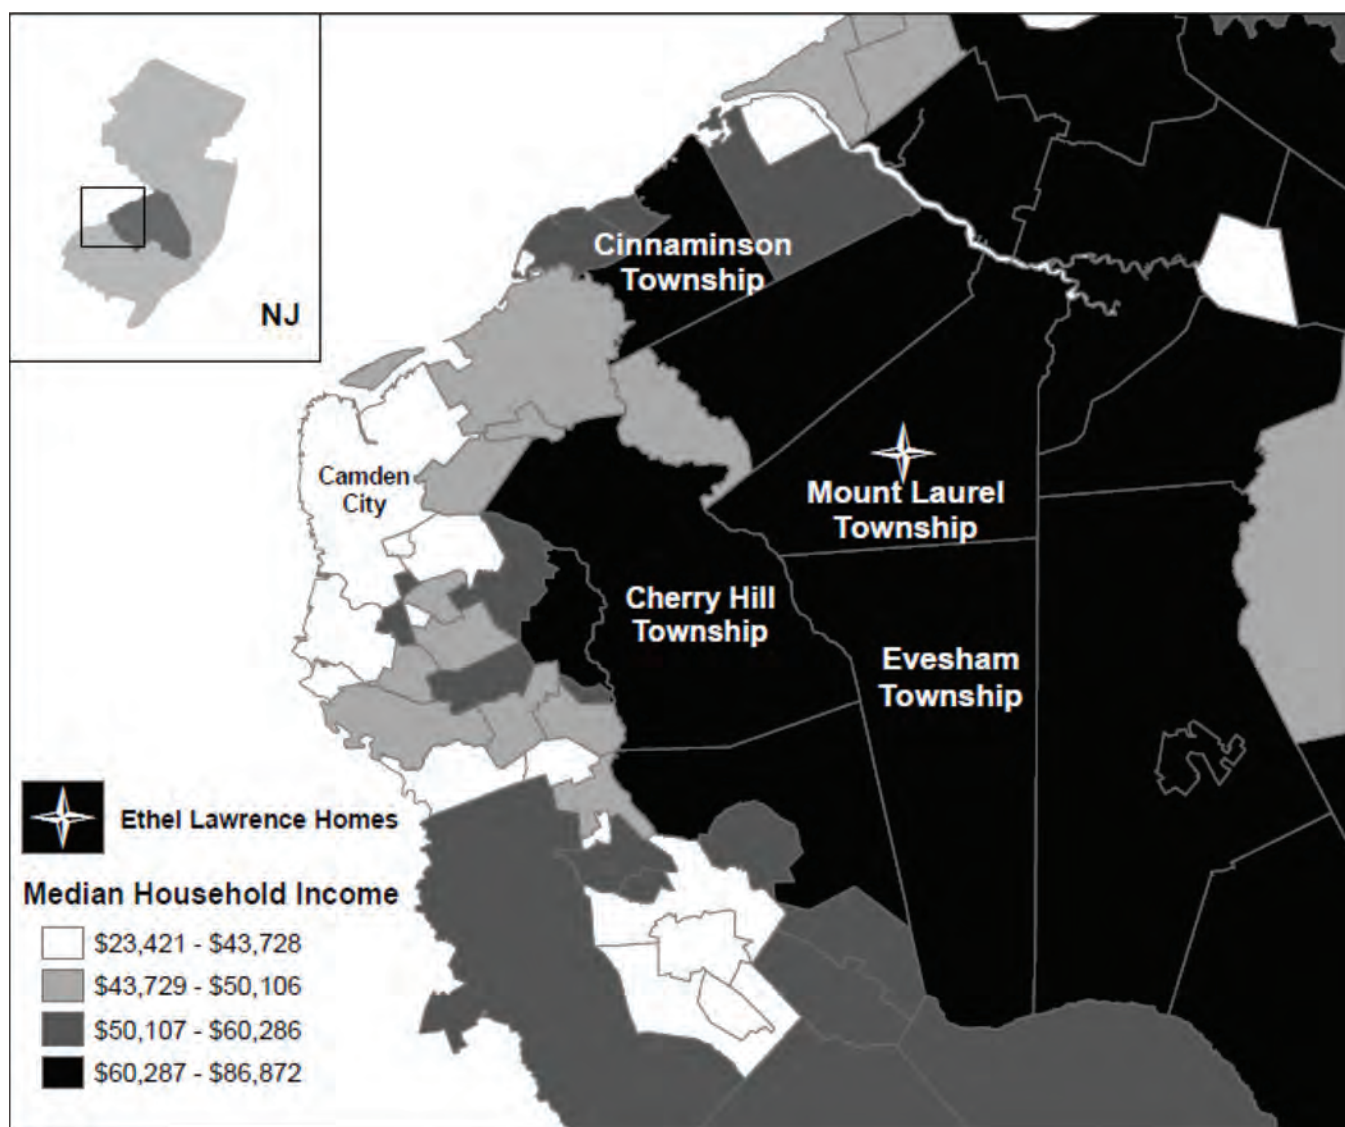 NJ
Cinnaminson
Township
Camden
City
Mount Laurel
Township
Cherry Hill
Township
Evesham
Township
Ethel Lawrence Homes
Median Household Income
$23,421 - $43,728
$43,729 - $50,106
$50,107 - $60,286
$60,287 - $86,872